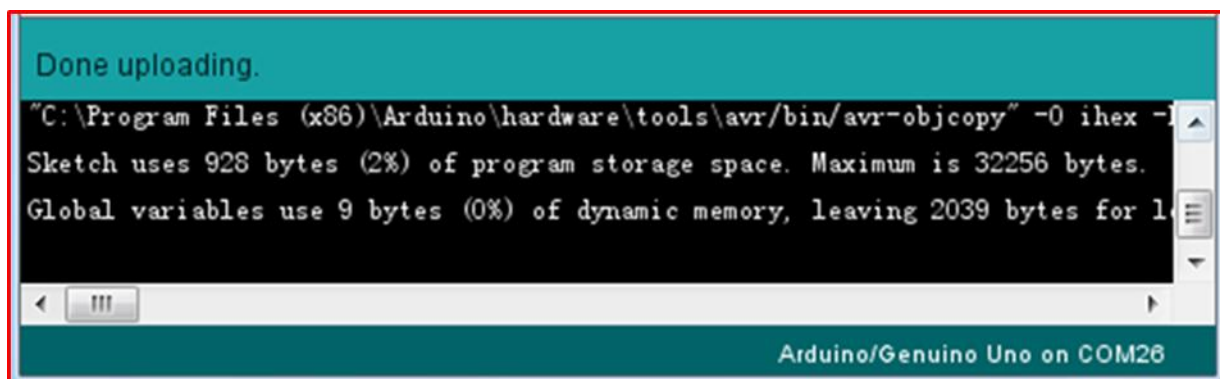 Done uploading.
"C:\Program Files (x86)\Arduino\hardware\tools\avr/bin/avr-objcopy" -O ihex
Sketch uses 928 bytes (2%) of program storage space. Maximum is 32256 bytes.
Global variables use 9 bytes (0%) of dynamic memory, leaving 2039 bytes for
Arduino/Genuino Uno on COM26